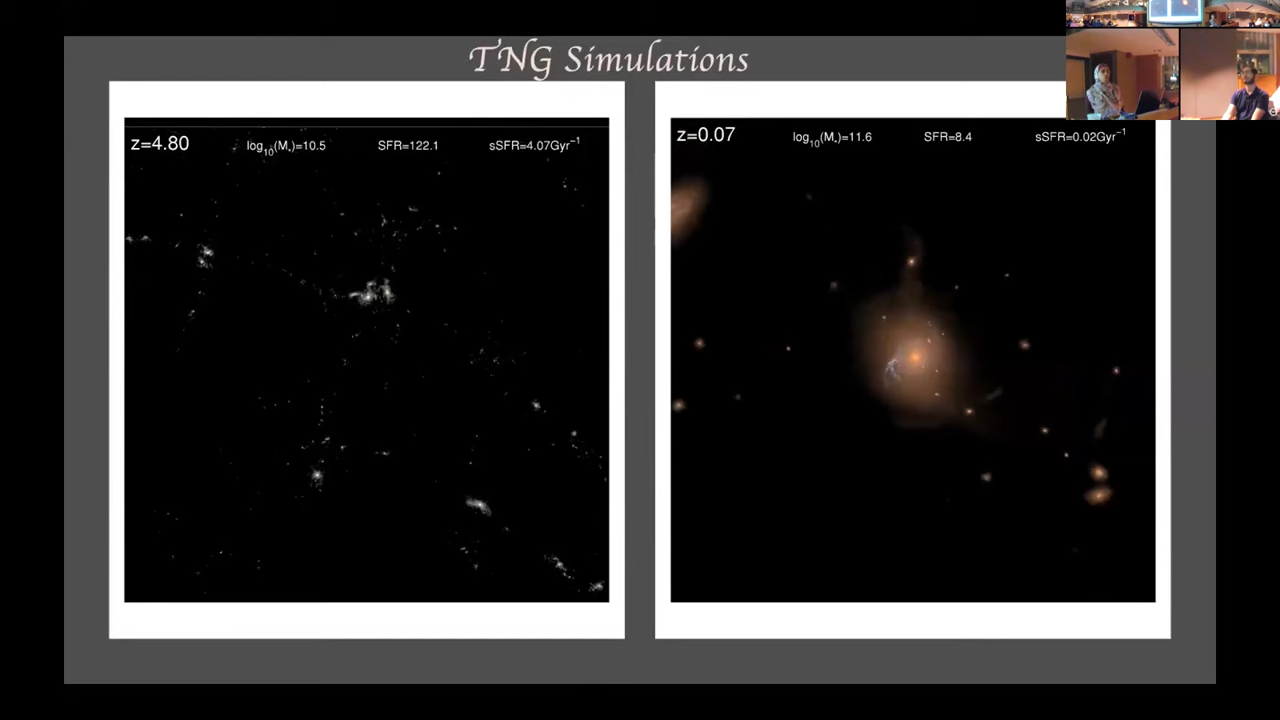 TNG Simulations
z=4.80 log₁₀(M⋆)=10.5 SFR=122.1 sSFR=4.07Gyr⁻¹
z=0.07 log₁₀(M⋆)=11.6 SFR=8.4 sSFR=0.02Gyr⁻¹